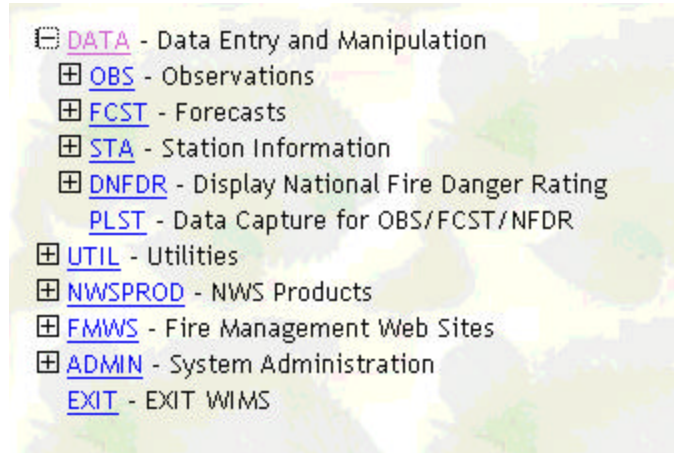 DATA - Data Entry and Manipulation
OBS - Observations
FCST - Forecasts
STA - Station Information
DNFDR - Display National Fire Danger Rating
PLST - Data Capture for OBS/FCST/NFDR
UTIL - Utilities
NWSPROD - NWS Products
FMWS - Fire Management Web Sites
ADMIN - System Administration
EXIT - EXIT WIMS